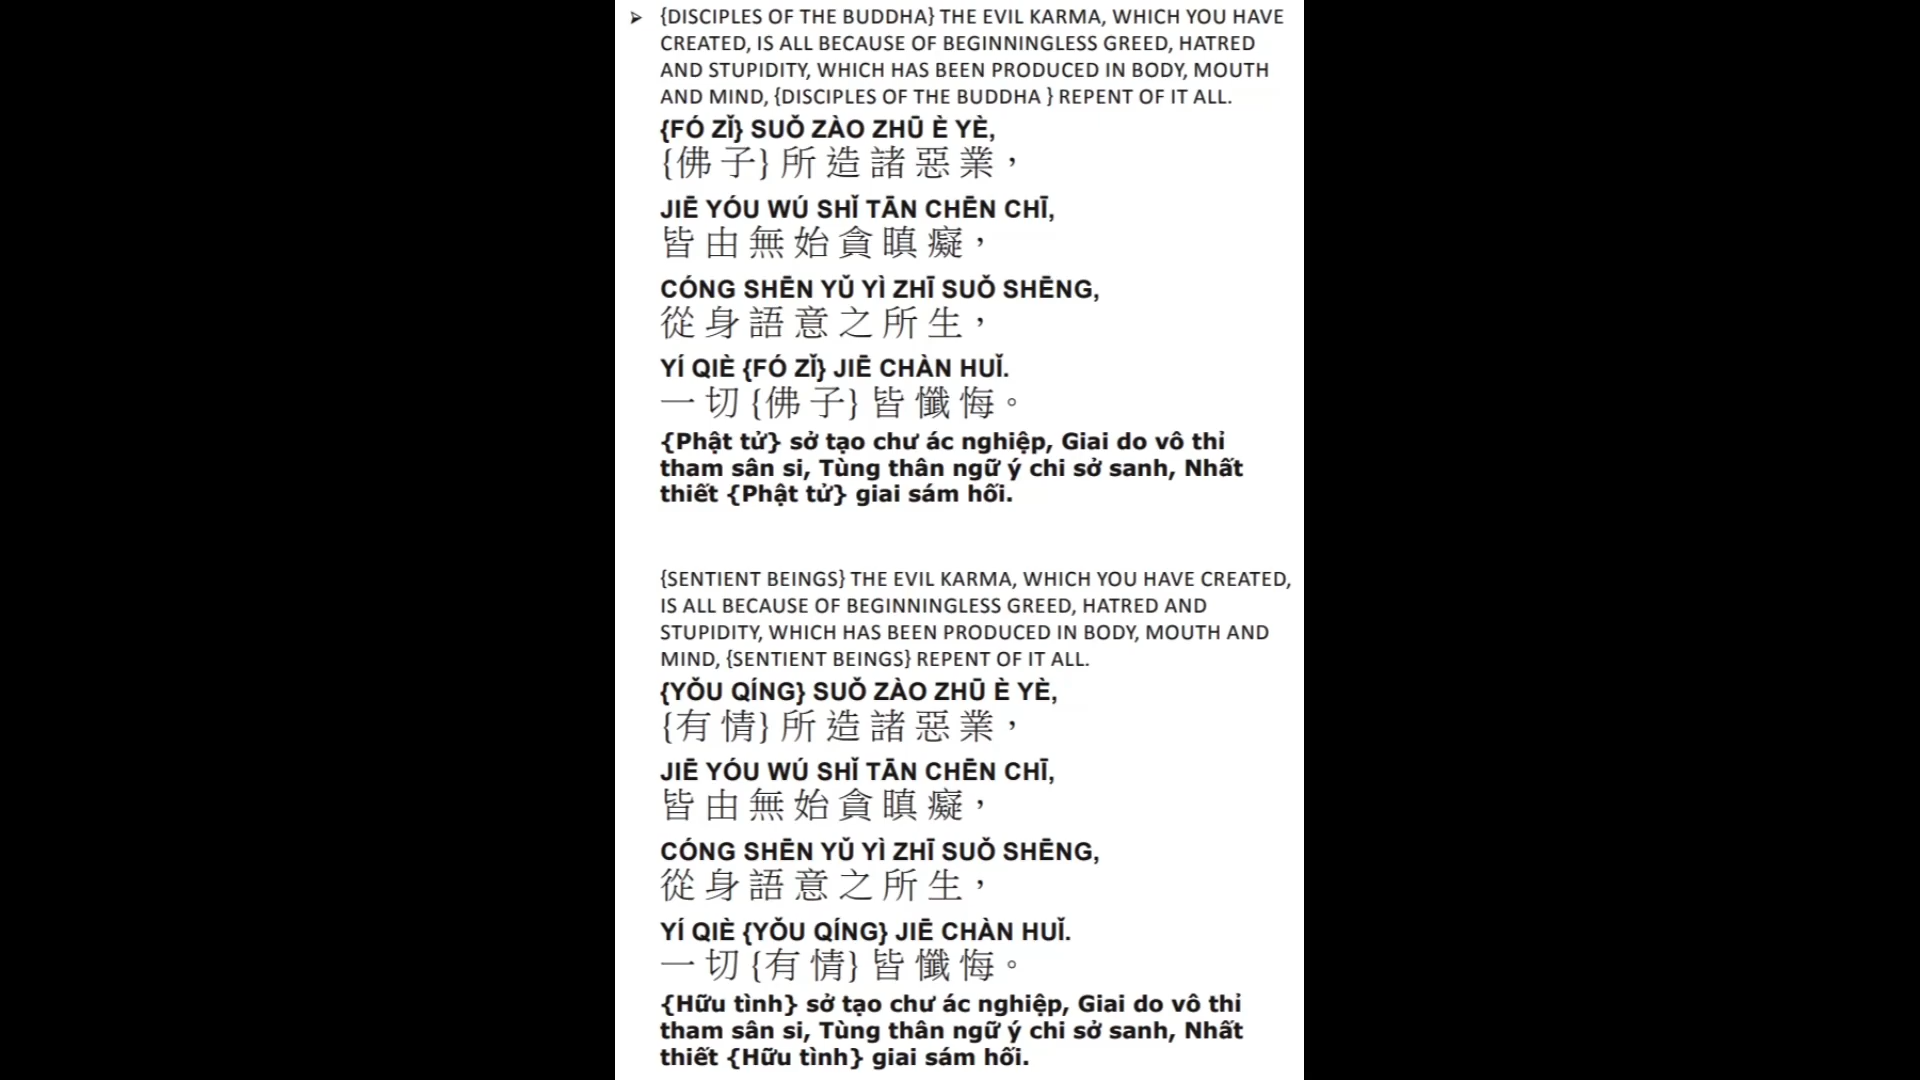 ➢ {DISCIPLES OF THE BUDDHA} THE EVIL KARMA, WHICH YOU HAVE
CREATED, IS ALL BECAUSE OF BEGINNINGLESS GREED, HATRED
AND STUPIDITY, WHICH HAS BEEN PRODUCED IN BODY, MOUTH
AND MIND, {DISCIPLES OF THE BUDDHA } REPENT OF IT ALL.
{FÓ ZǏ} SUǑ ZÀO ZHŪ È YÈ,
{佛 子} 所 造 諸 惡 業，
JIĒ YÓU WÚ SHǏ TĀN CHĒN CHĪ,
皆 由 無 始 貪 瞋 癡，
CÓNG SHĒN YǓ YÌ ZHĪ SUǑ SHĒNG,
從 身 語 意 之 所 生，
YÍ QIÈ {FÓ ZǏ} JIĒ CHÀN HUǏ.
一 切 {佛 子} 皆 懺 悔。
{Phật tử} sở tạo chư ác nghiệp, Giai do vô thỉ
tham sân si, Tùng thân ngữ ý chi sở sanh, Nhất
thiết {Phật tử} giai sám hối.
{SENTIENT BEINGS} THE EVIL KARMA, WHICH YOU HAVE CREATED,
IS ALL BECAUSE OF BEGINNINGLESS GREED, HATRED AND
STUPIDITY, WHICH HAS BEEN PRODUCED IN BODY, MOUTH AND
MIND, {SENTIENT BEINGS} REPENT OF IT ALL.
{YǑU QÍNG} SUǑ ZÀO ZHŪ È YÈ,
{有 情} 所 造 諸 惡 業，
JIĒ YÓU WÚ SHǏ TĀN CHĒN CHĪ,
皆 由 無 始 貪 瞋 癡，
CÓNG SHĒN YǓ YÌ ZHĪ SUǑ SHĒNG,
從 身 語 意 之 所 生，
YÍ QIÈ {YǑU QÍNG} JIĒ CHÀN HUǏ.
一 切 {有 情} 皆 懺 悔。
{Hữu tình} sở tạo chư ác nghiệp, Giai do vô thỉ
tham sân si, Tùng thân ngữ ý chi sở sanh, Nhất
thiết {Hữu tình} giai sám hối.